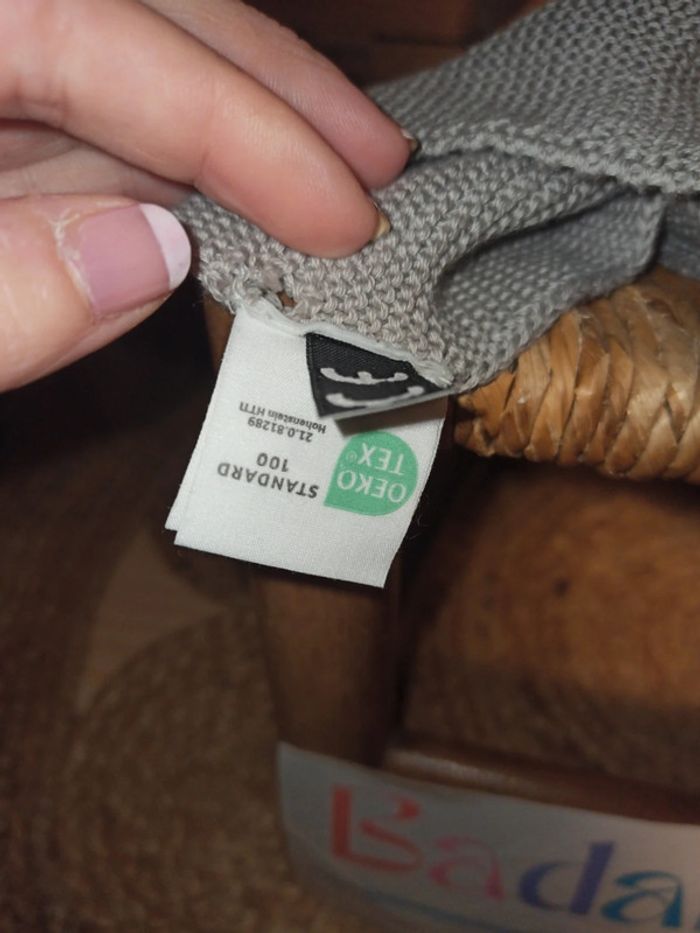 OEKO
TEX®
STANDARD
100
21.0.81289
Hohenstein HTTI
Bada